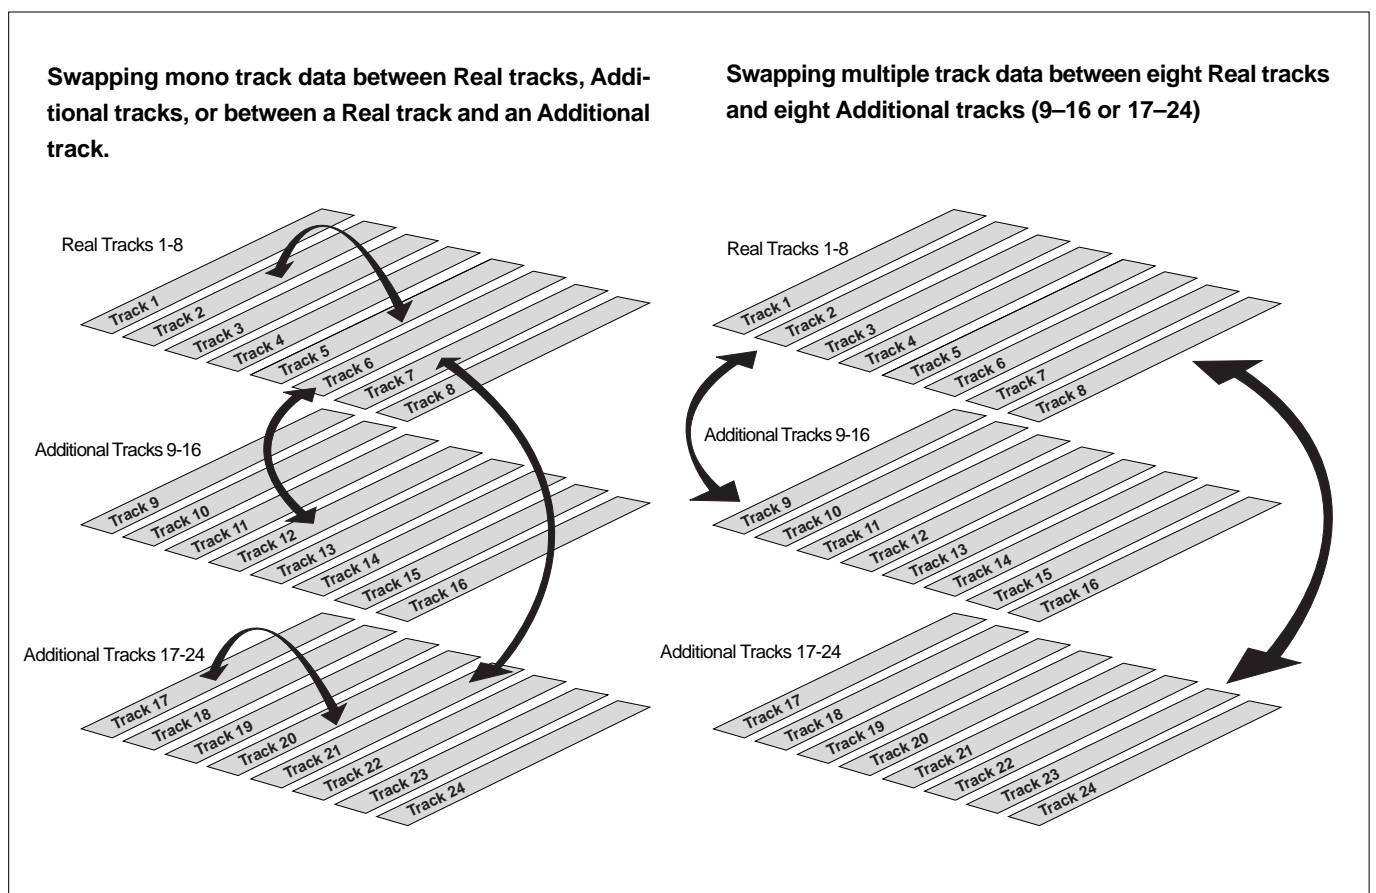 Swapping mono track data between Real tracks, Addi-
tional tracks, or between a Real track and an Additional
track.
Real Tracks 1-8
Track 1
Track 2
Track 3
Track 4
Track 5
Track 6
Track 7
Track 8
Additional Tracks 9-16
Track 9
Track 10
Track 11
Track 12
Track 13
Track 14
Track 15
Track 16
Additional Tracks 17-24
Track 17
Track 18
Track 19
Track 20
Track 21
Track 22
Track 23
Track 24
Swapping multiple track data between eight Real tracks
and eight Additional tracks (9–16 or 17–24)
Real Tracks 1-8
Track 1
Track 2
Track 3
Track 4
Track 5
Track 6
Track 7
Track 8
Additional Tracks 9-16
Track 9
Track 10
Track 11
Track 12
Track 13
Track 14
Track 15
Track 16
Additional Tracks 17-24
Track 17
Track 18
Track 19
Track 20
Track 21
Track 22
Track 23
Track 24